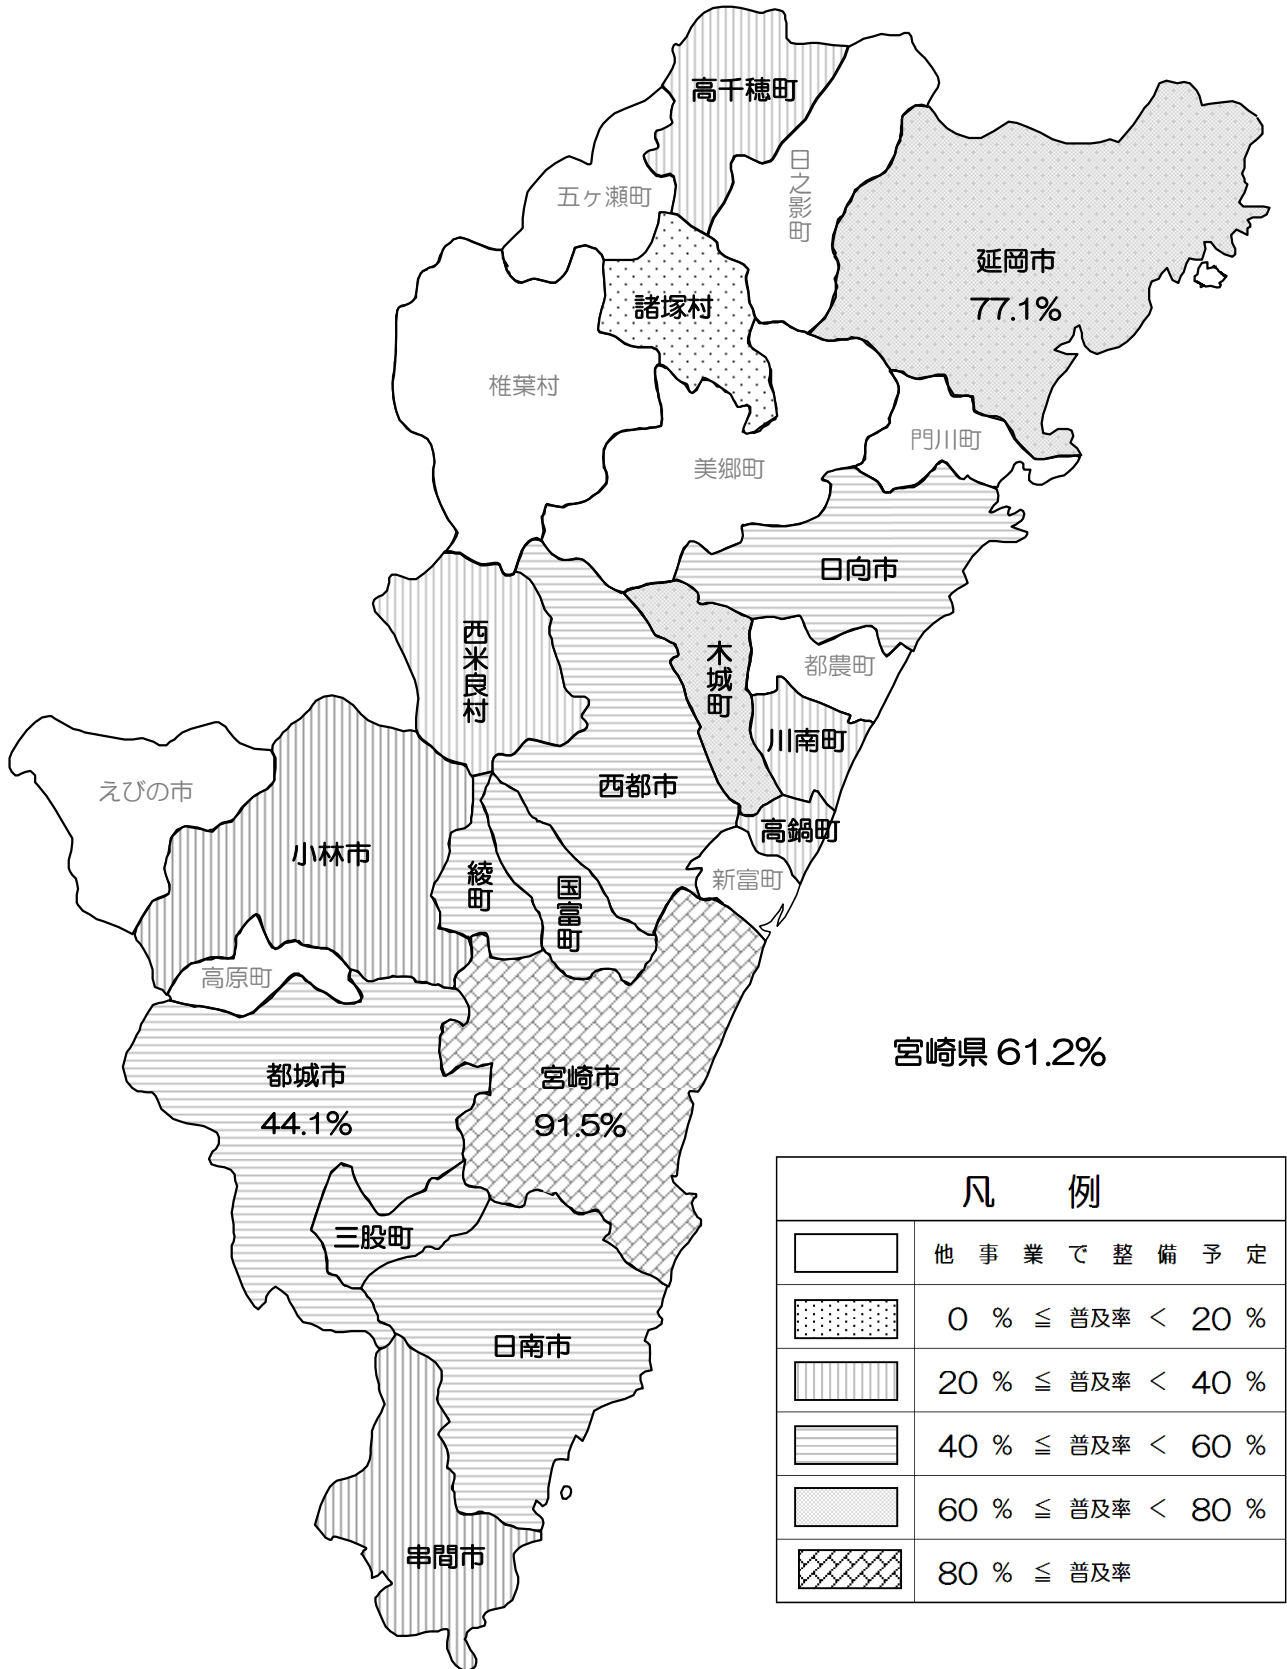 高千穂町
日之影町
五ヶ瀬町
延岡市
77.1%
諸塚村
椎葉村
門川町
美郷町
日向市
西米良村
木城町
都農町
川南町
西都市
えびの市
高鍋町
小林市
綾町
国富町
新富町
高原町
宮崎県 61.2%
都城市
44.1%
宮崎市
91.5%
三股町
日南市
串間市
凡 例
他事業で整備予定
0 % ≦ 普及率 < 20 %
20 % ≦ 普及率 < 40 %
40 % ≦ 普及率 < 60 %
60 % ≦ 普及率 < 80 %
80 % ≦ 普及率